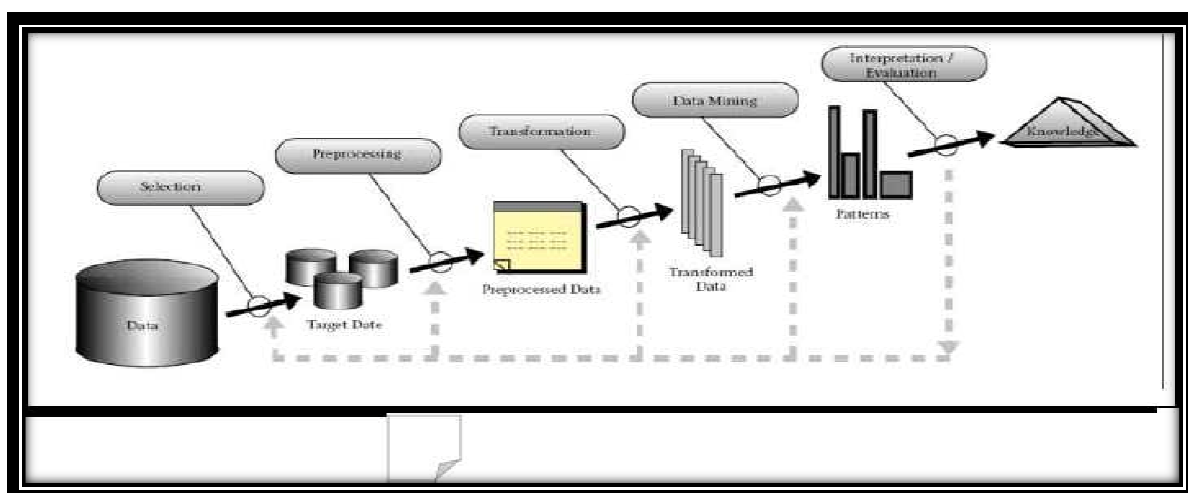 Interpretation /
Evaluation
Data Mining
Transformation
Preprocessing
Selection
Knowledge
Patterns
Transformed
Data
Preprocessed Data
Target Date
Data